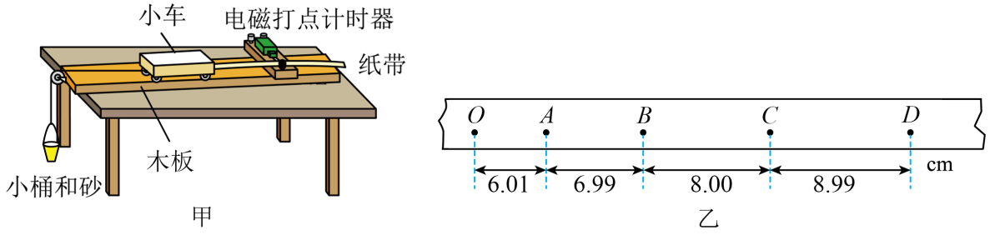 小车
电磁打点计时器
纸带
木板
小桶和砂
甲
O A B C D
cm
6.01 6.99 8.00 8.99
乙